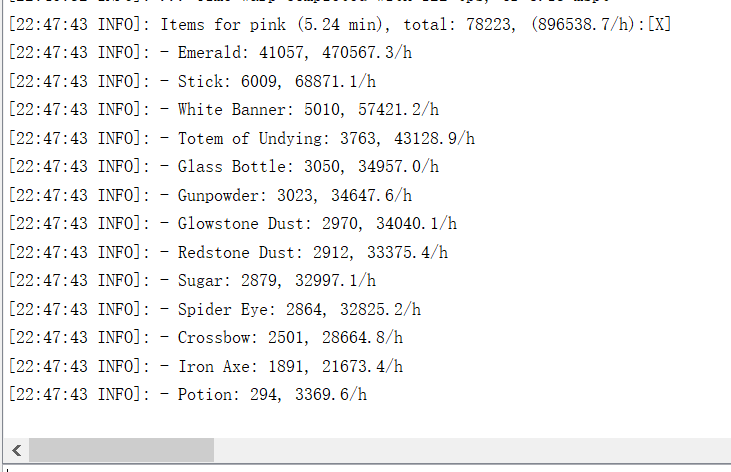 [22:47:43 INFO]: Items for pink (5.24 min), total: 78223, (896538.7/h):[X]
[22:47:43 INFO]: - Emerald: 41057, 470567.3/h
[22:47:43 INFO]: - Stick: 6009, 68871.1/h
[22:47:43 INFO]: - White Banner: 5010, 57421.2/h
[22:47:43 INFO]: - Totem of Undying: 3763, 43128.9/h
[22:47:43 INFO]: - Glass Bottle: 3050, 34957.0/h
[22:47:43 INFO]: - Gunpowder: 3023, 34647.6/h
[22:47:43 INFO]: - Glowstone Dust: 2970, 34040.1/h
[22:47:43 INFO]: - Redstone Dust: 2912, 33375.4/h
[22:47:43 INFO]: - Sugar: 2879, 32997.1/h
[22:47:43 INFO]: - Spider Eye: 2864, 32825.2/h
[22:47:43 INFO]: - Crossbow: 2501, 28664.8/h
[22:47:43 INFO]: - Iron Axe: 1891, 21673.4/h
[22:47:43 INFO]: - Potion: 294, 3369.6/h